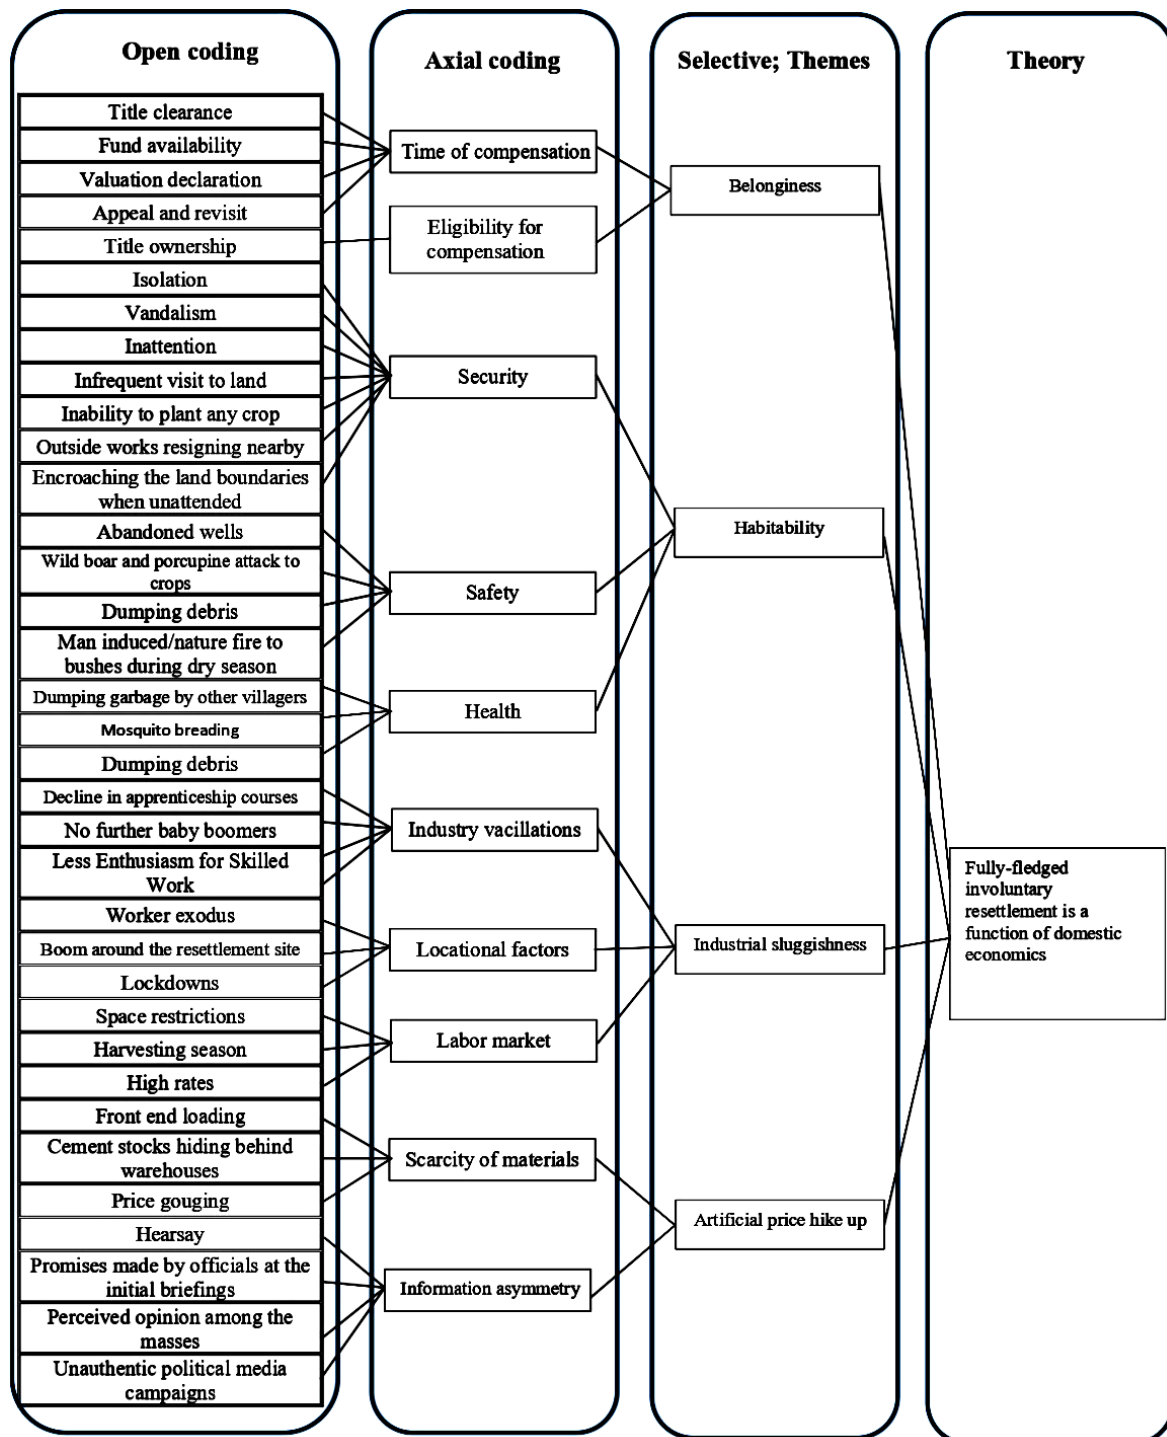 Open coding
Title clearance
Fund availability
Valuation declaration
Appeal and revisit
Title ownership
Isolation
Vandalism
Inattention
Infrequent visit to land
Inability to plant any crop
Outside works resigning nearby
Encroaching the land boundaries
when unattended
Abandoned wells
Wild boar and porcupine attack to
crops
Dumping debris
Man induced/nature fire to
bushes during dry season
Dumping garbage by other villagers
Mosquito breading
Dumping debris
Decline in apprenticeship courses
No further baby boomers
Less Enthusiasm for Skilled
Work
Worker exodus
Boom around the resettlement site
Lockdowns
Space restrictions
Harvesting season
High rates
Front end loading
Cement stocks hiding behind
warehouses
Price gouging
Hearsay
Promises made by officials at the
initial briefings
Perceived opinion among the
masses
Unauthentic political media
campaigns
Axial coding
Time of compensation
Eligibility for
compensation
Security
Safety
Health
Industry vacillations
Locational factors
Labor market
Scarcity of materials
Information asymmetry
Selective; Themes
Belonginess
Habitability
Industrial sluggishness
Artificial price hike up
Theory
Fully-fledged
involuntary
resettlement is a
function of domestic
economics